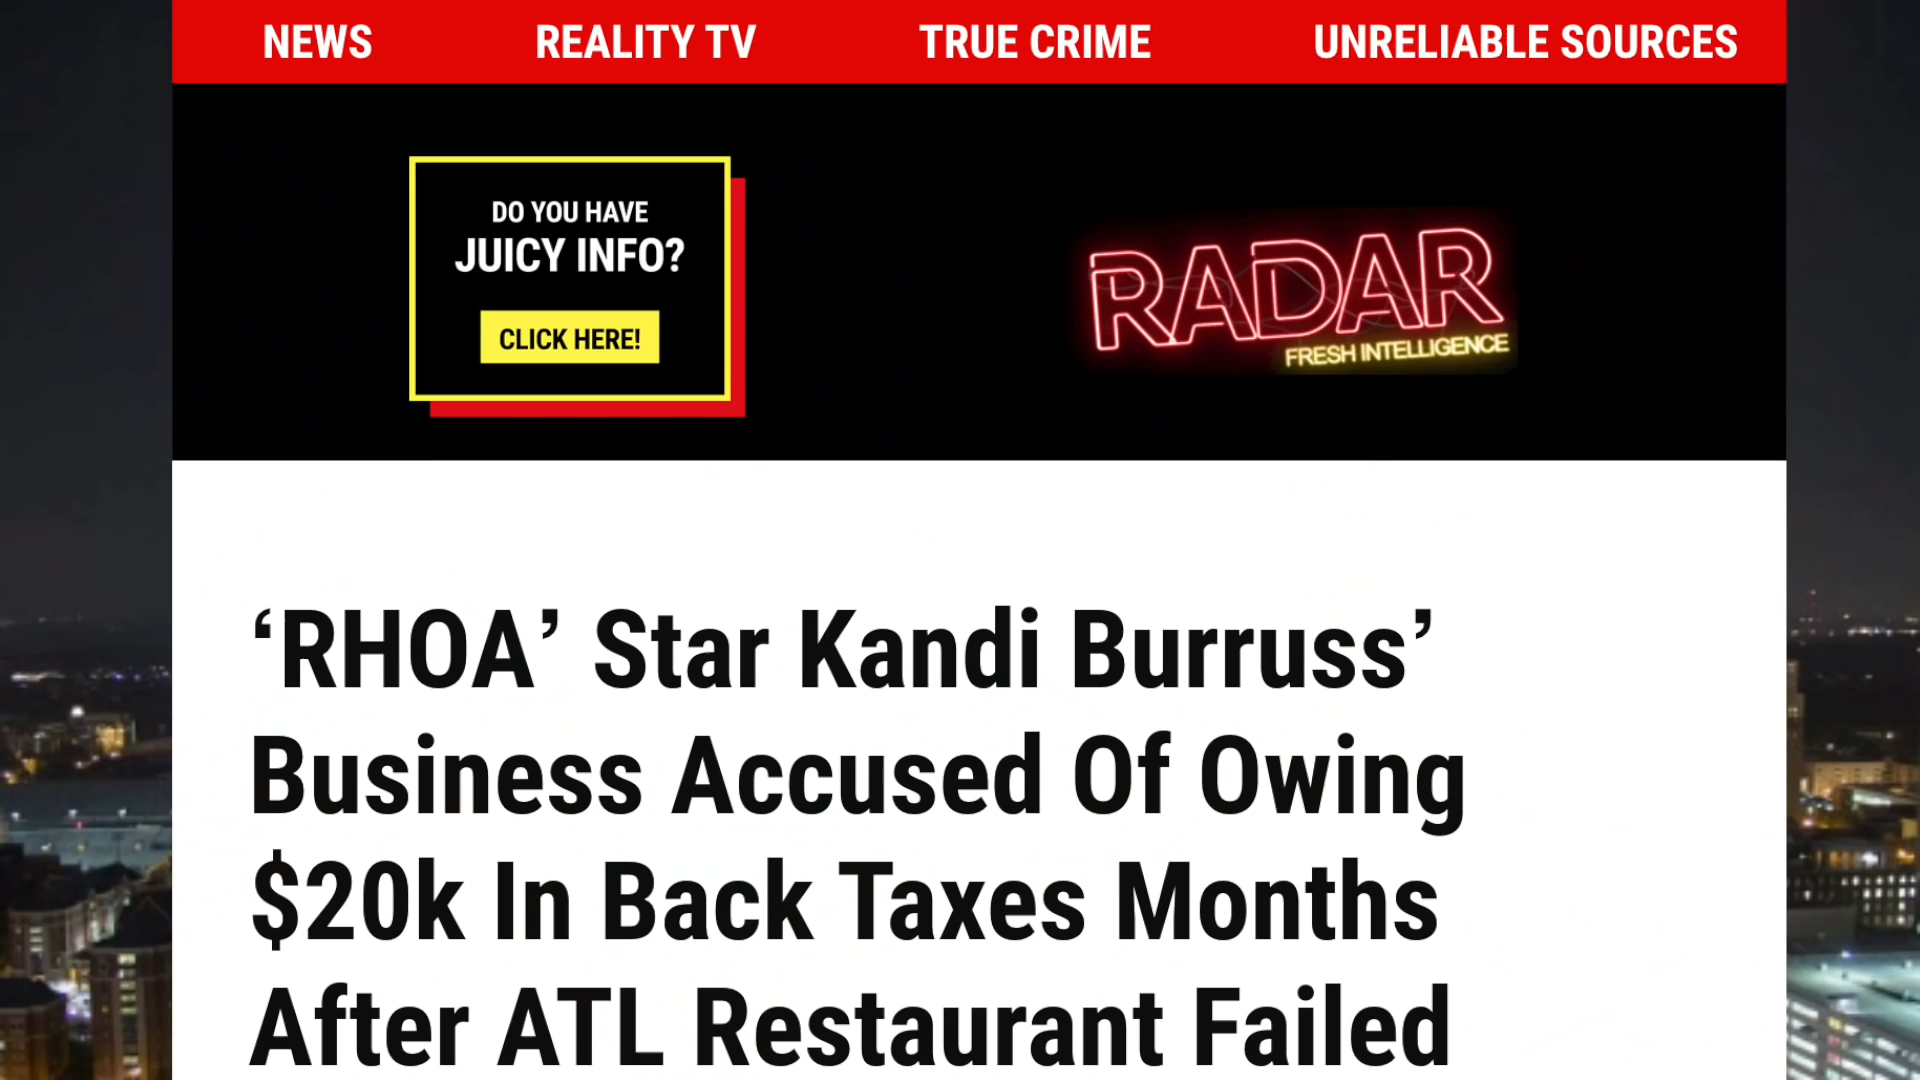 NEWS REALITY TV TRUE CRIME UNRELIABLE SOURCES
DO YOU HAVE
JUICY INFO?
CLICK HERE!
RADAR
FRESH INTELLIGENCE
‘RHOA’ Star Kandi Burruss’
Business Accused Of Owing
$20k In Back Taxes Months
After ATL Restaurant Failed